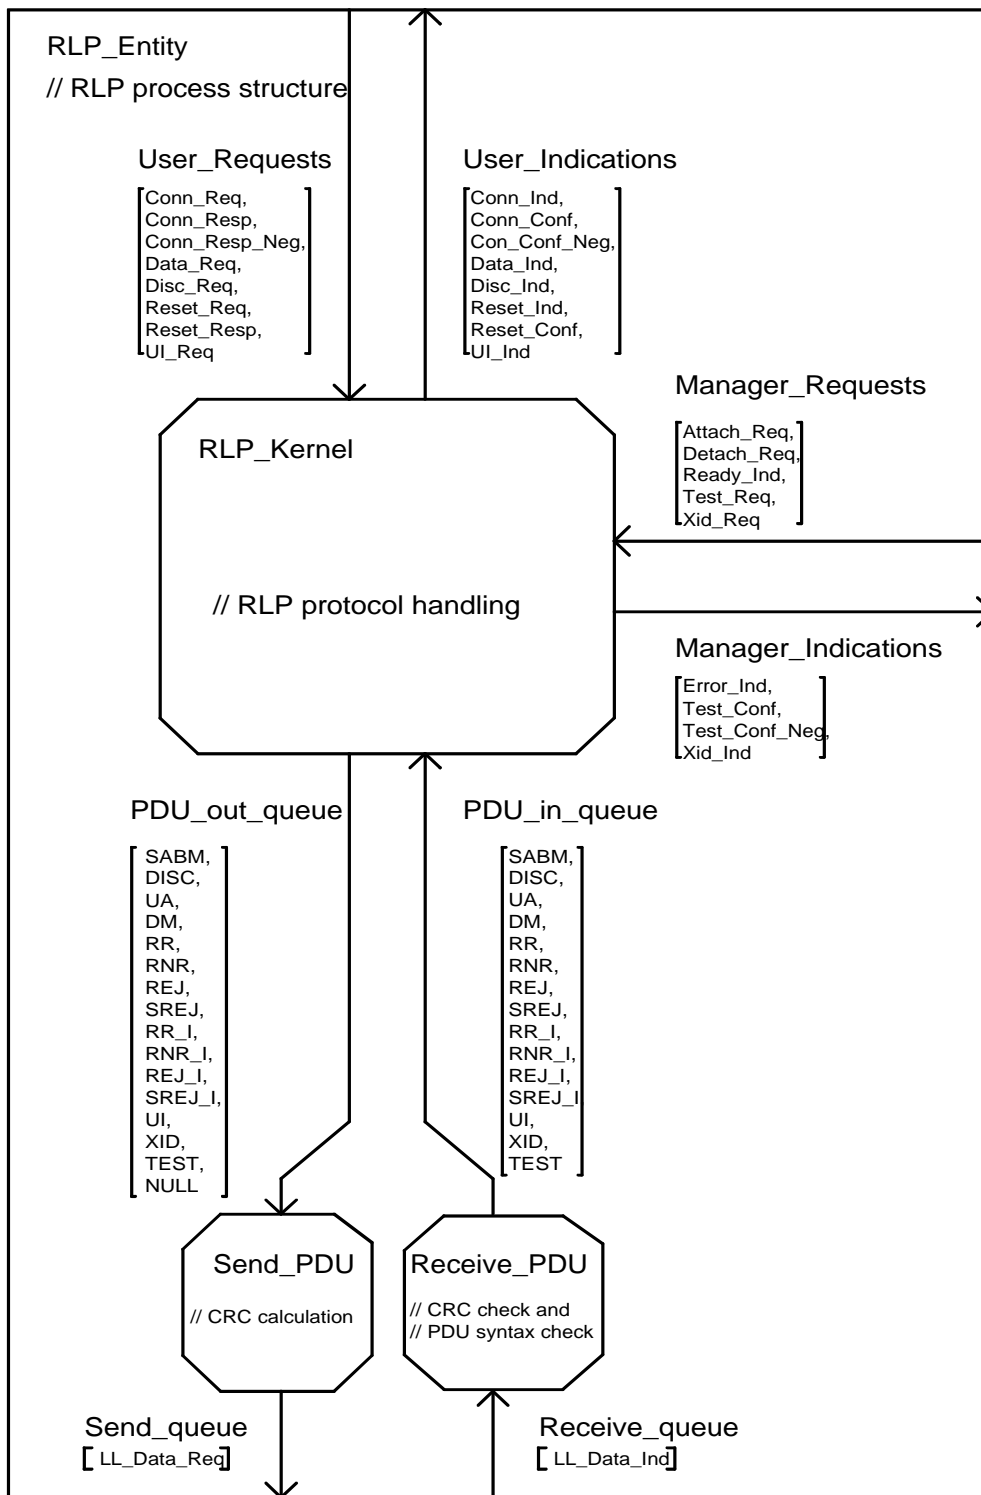 RLP_Entity
// RLP process structure
User_Requests
[Conn_Req,
Conn_Resp,
Conn_Resp_Neg,
Data_Req,
Disc_Req,
Reset_Req,
Reset_Resp,
UI_Req]
User_Indications
[Conn_Ind,
Conn_Conf,
Con_Conf_Neg,
Data_Ind,
Disc_Ind,
Reset_Ind,
Reset_Conf,
UI_Ind]
Manager_Requests
[Attach_Req,
Detach_Req,
Ready_Ind,
Test_Req,
Xid_Req]
RLP_Kernel
// RLP protocol handling
Manager_Indications
[Error_Ind,
Test_Conf,
Test_Conf_Neg,
Xid_Ind]
PDU_out_queue
[SABM,
DISC,
UA,
DM,
RR,
RNR,
REJ,
SREJ,
RR_I,
RNR_I,
REJ_I,
SREJ_I,
UI,
XID,
TEST,
NULL]
PDU_in_queue
[SABM,
DISC,
UA,
DM,
RR,
RNR,
REJ,
SREJ,
RR_I,
RNR_I,
REJ_I,
SREJ_I
UI,
XID,
TEST]
Send_PDU
// CRC calculation
Receive_PDU
// CRC check and
// PDU syntax check
Send_queue
[LL_Data_Req]
Receive_queue
[LL_Data_Ind]